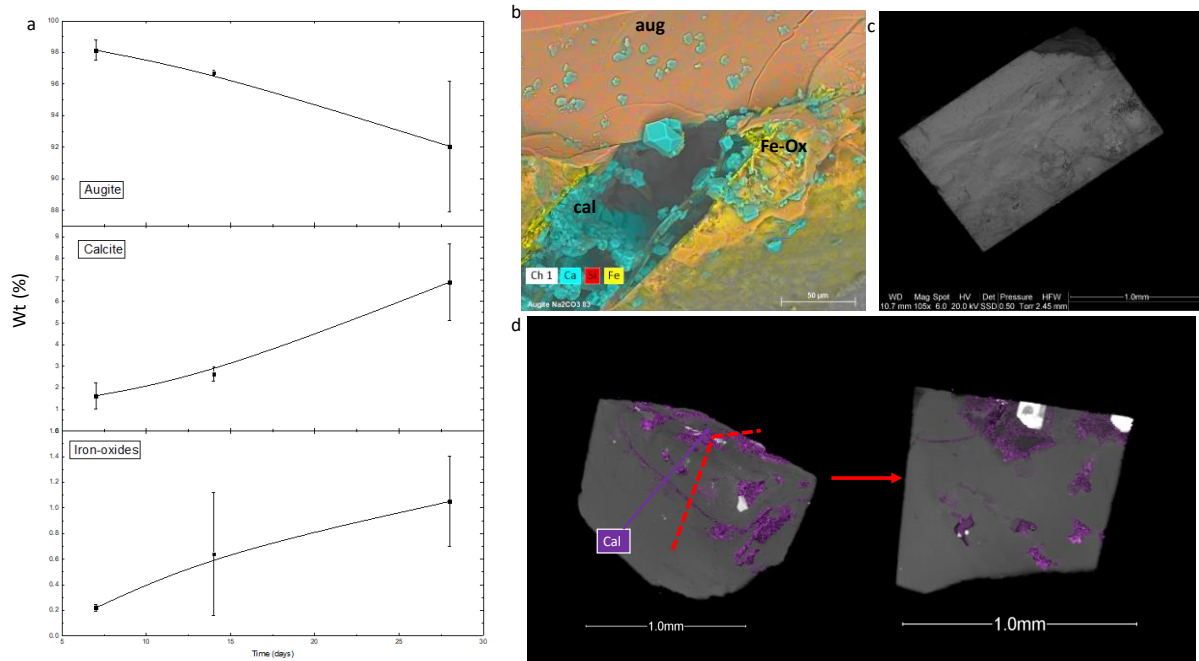 a
98
96
94
92
90
88
Augite
9
8
7
6
5
4
3
2
1
Calcite
Wt (%)
1.6
1.4
1.2
1.0
0.8
0.6
0.4
0.2
0.0
Iron-oxides
5 10 15 20 25 30
Time (days)
b
aug
Fe-Ox
cal
Ch 1 Ca Si Fe
50 µm
Augite Na2CO3 B3
c
WD Mag Spot HV Det Pressure HFW
10.7 mm 105x 6.0 20.0 kV SSD 0.50 Torr 2.45 mm
1.0mm
d
Cal
1.0mm
1.0mm